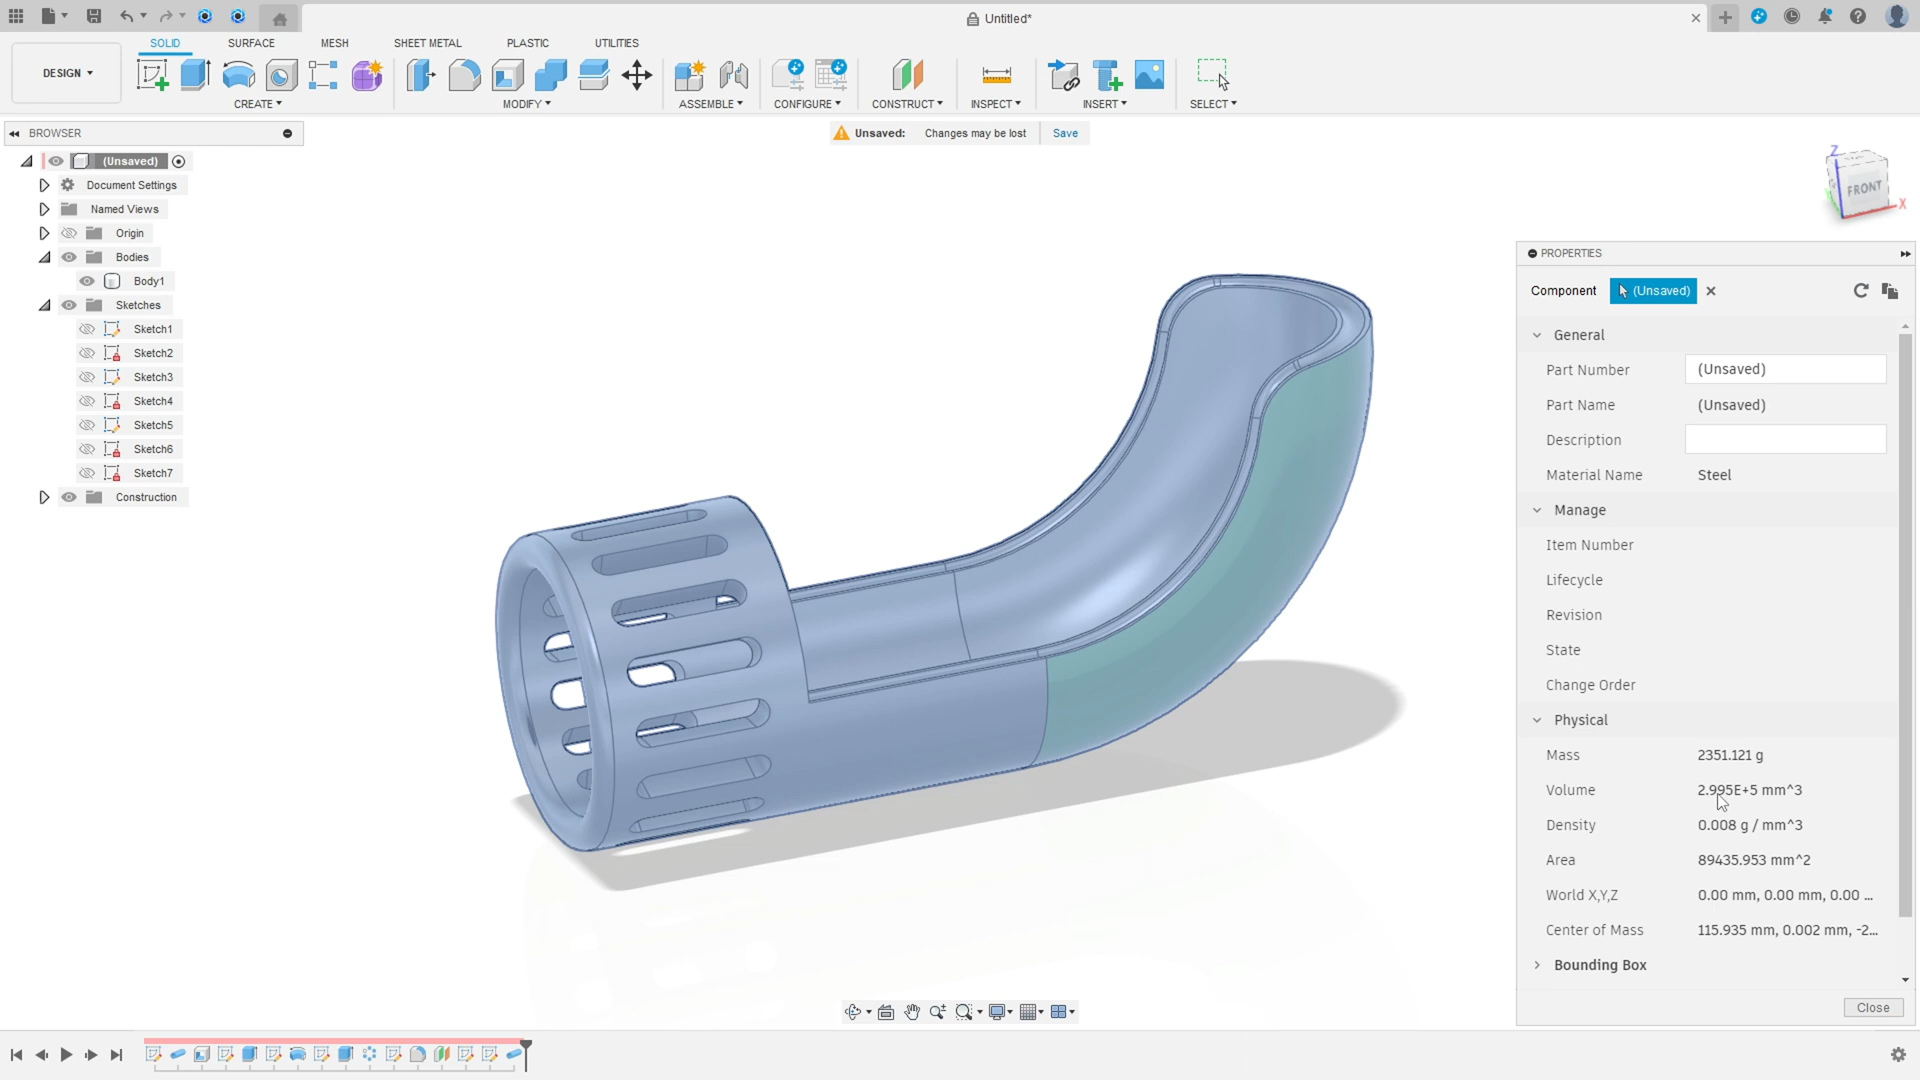 Untitled*
SOLID SURFACE MESH SHEET METAL PLASTIC UTILITIES
DESIGN
CREATE MODIFY ASSEMBLE CONFIGURE CONSTRUCT INSPECT INSERT SELECT
BROWSER
Unsaved: Changes may be lost Save
(Unsaved)
Document Settings
Named Views
Origin
Bodies
Body1
Sketches
Sketch1
Sketch2
Sketch3
Sketch4
Sketch5
Sketch6
Sketch7
Construction
Z
FRONT
X
PROPERTIES
Component (Unsaved)
General
Part Number (Unsaved)
Part Name (Unsaved)
Description
Material Name Steel
Manage
Item Number
Lifecycle
Revision
State
Change Order
Physical
Mass 2351.121 g
Volume 2.995E+5 mm^3
Density 0.008 g / mm^3
Area 89435.953 mm^2
World X,Y,Z 0.00 mm, 0.00 mm, 0.00 ...
Center of Mass 115.935 mm, 0.002 mm, -2...
Bounding Box
Close